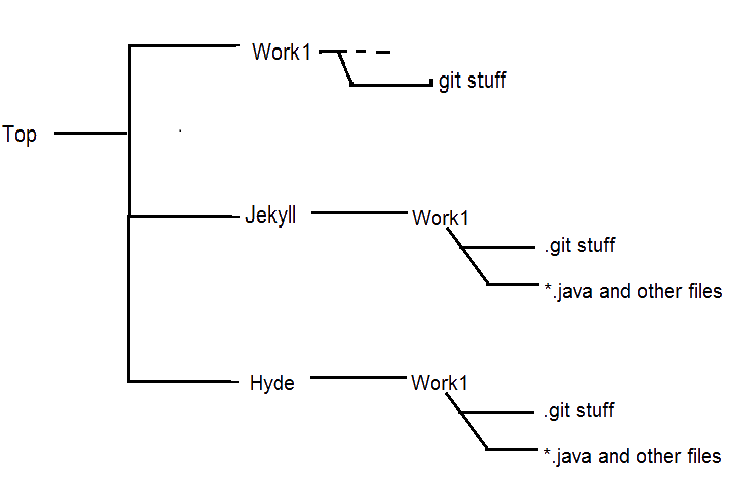 Work1
git stuff
Top
Jekyll
Work1
.git stuff
*.java and other files
Hyde
Work1
.git stuff
*.java and other files